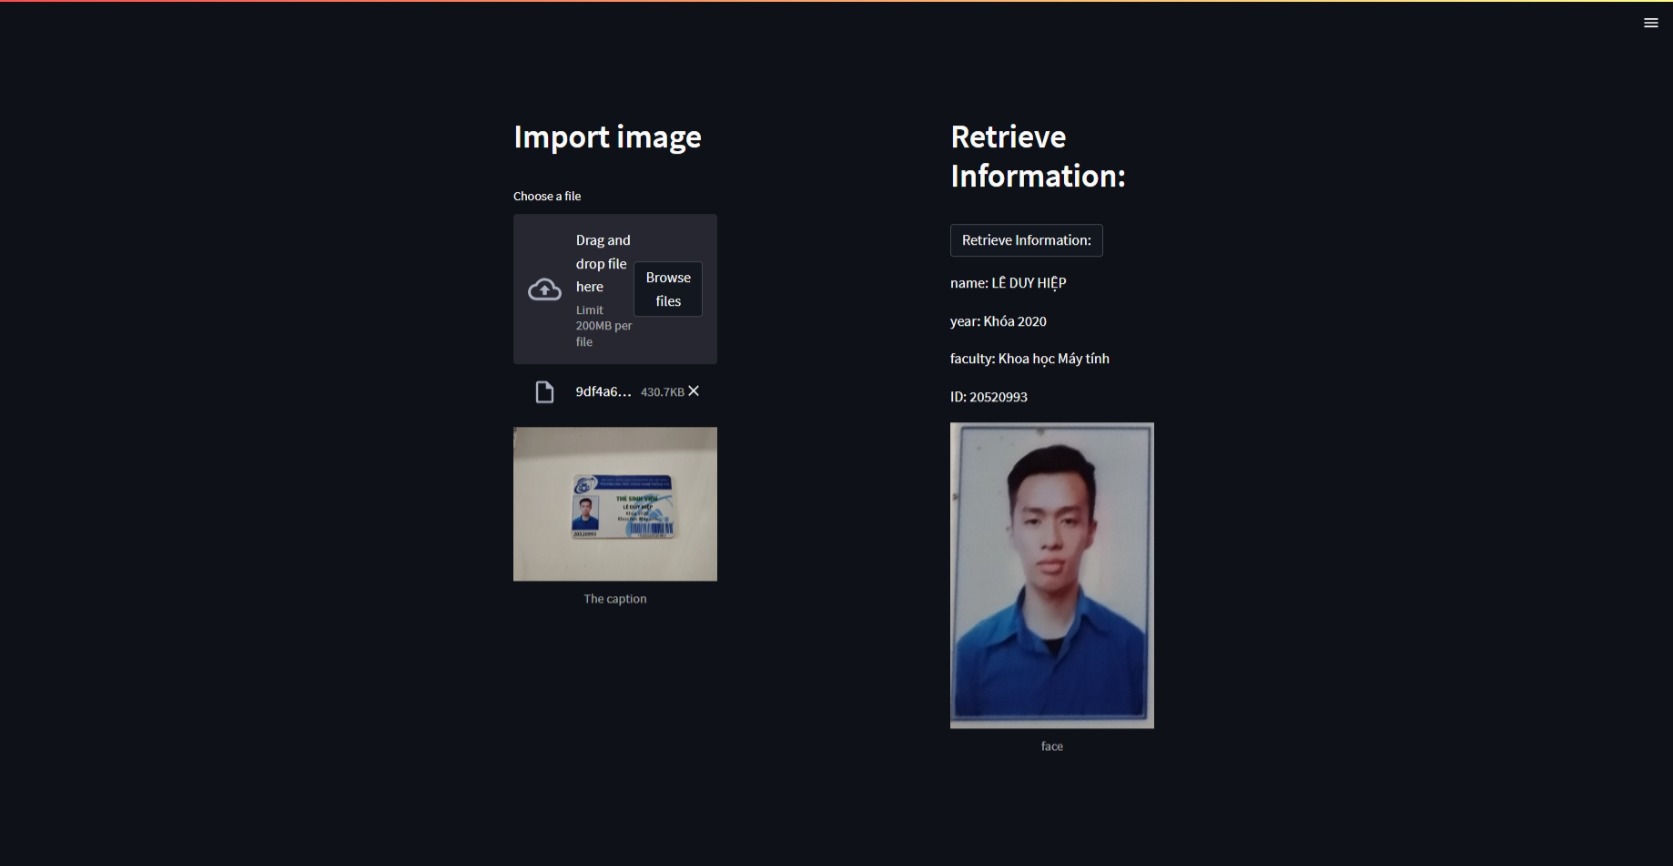 Import image
Choose a file
Drag and
drop file
here
Limit
200MB per
file
Browse
files
9df4a6...
430.7KB
THẺ SINH VIÊN
LÊ DUY HIỆP
20520993
The caption
Retrieve
Information:
Retrieve Information:
name: LÊ DUY HIỆP
year: Khóa 2020
faculty: Khoa học Máy tính
ID: 20520993
face